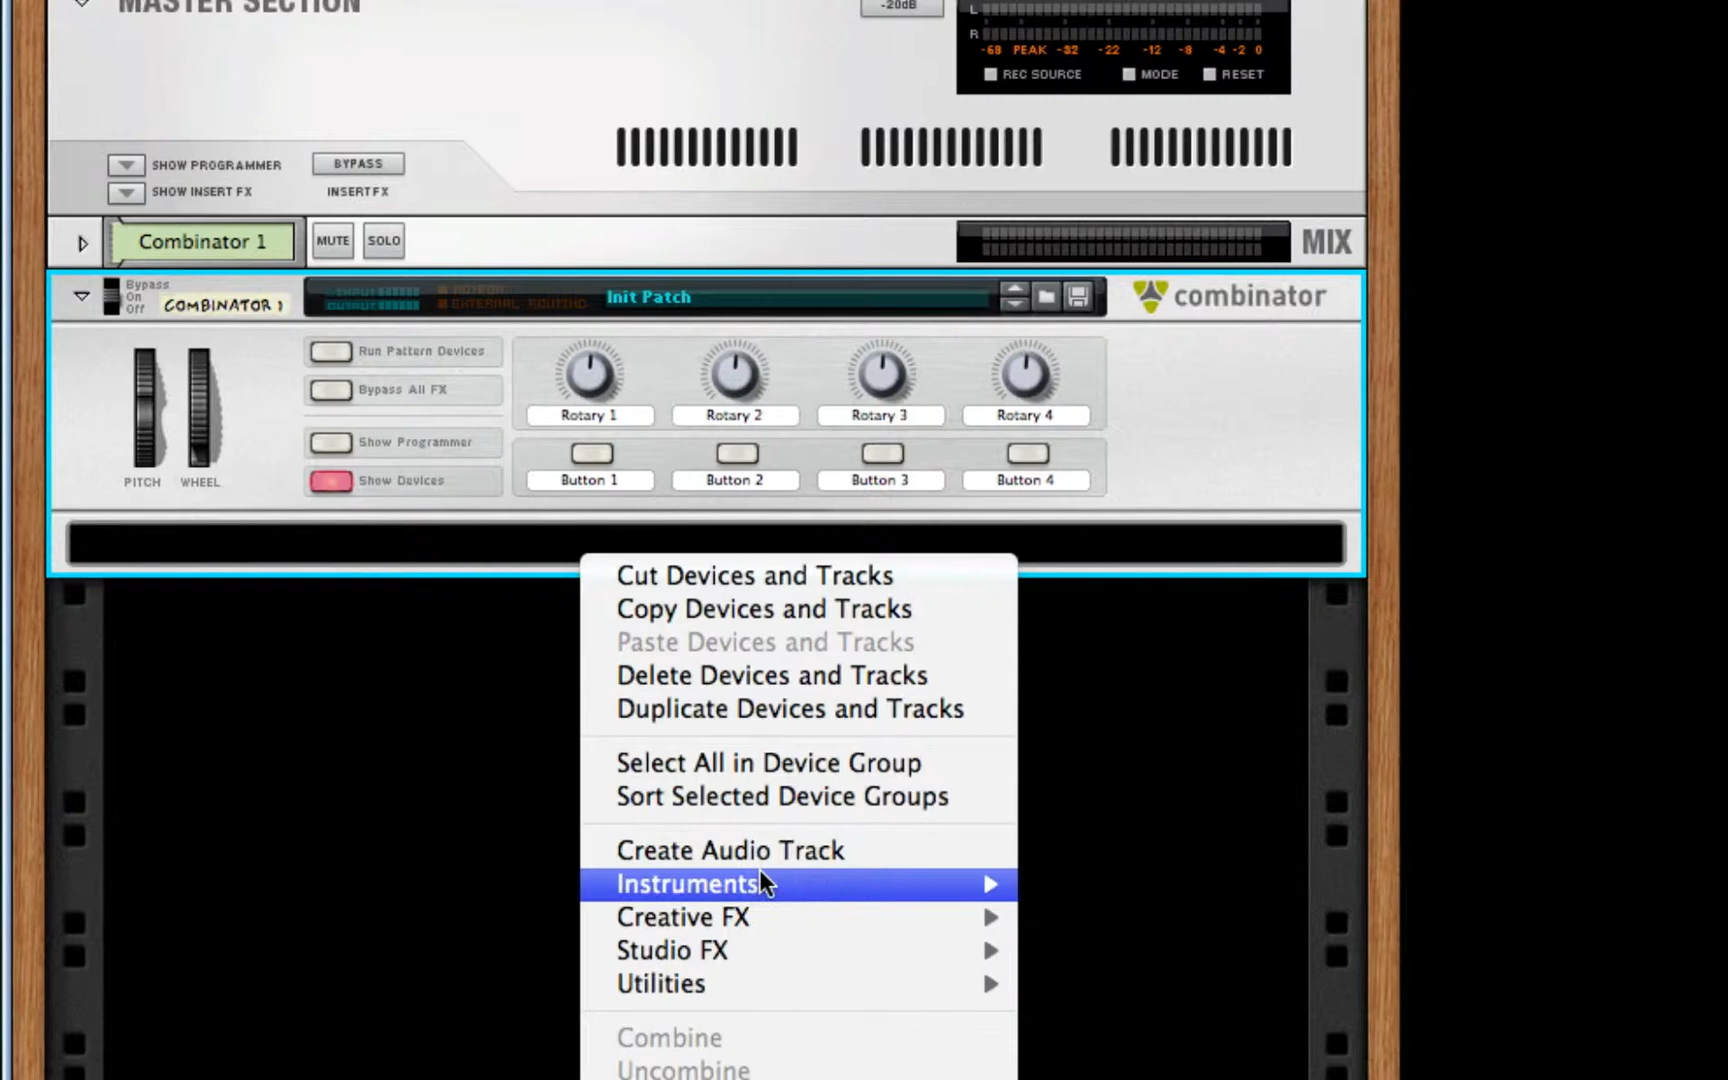 MASTER SECTION
-20dB
L
R
-68 PEAK -32 -22 -12 -8 -4 -2 0
REC SOURCE MODE RESET
SHOW PROGRAMMER BYPASS
SHOW INSERT FX INSERT FX
Combinator 1 MUTE SOLO MIX
Bypass
On
Off
COMBINATOR 1
EXTERNAL ROUTING
Init Patch
combinator
Run Pattern Devices
Bypass All FX
Show Programmer
Show Devices
Rotary 1 Rotary 2 Rotary 3 Rotary 4
Button 1 Button 2 Button 3 Button 4
PITCH WHEEL
Cut Devices and Tracks
Copy Devices and Tracks
Paste Devices and Tracks
Delete Devices and Tracks
Duplicate Devices and Tracks
Select All in Device Group
Sort Selected Device Groups
Create Audio Track
Instruments
Creative FX
Studio FX
Utilities
Combine
Uncombine